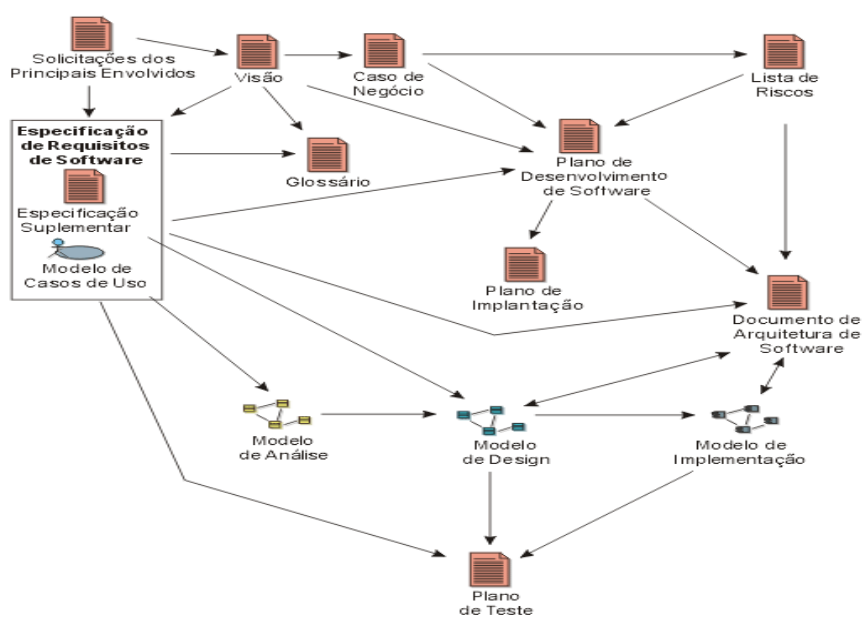 Solicitações dos
Principais Envolvidos
Visão
Caso de
Negócio
Lista de
Riscos
Especificação
de Requisitos
de Software
Especificação
Suplementar
Modelo de
Casos de Uso
Glossário
Plano de
Desenvolvimento
de Software
Plano de
Implantação
Documento de
Arquitetura de
Software
Modelo
de Análise
Modelo
de Design
Modelo de
Implementação
Plano
de Teste